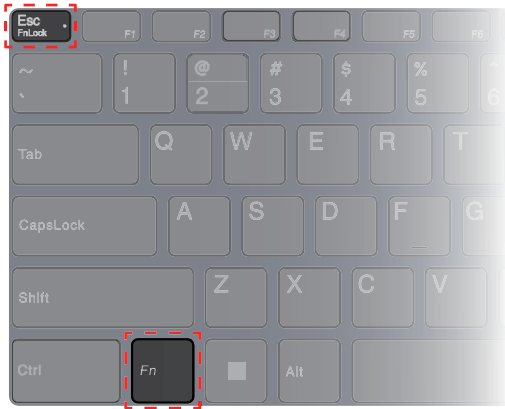 Esc
FnLock
F1
F2
F3
F4
F5
F6
~
`
!
1
@
2
#
3
$
4
%
5
^
6
Tab
Q
W
E
R
T
CapsLock
A
S
D
F
G
Shift
Z
X
C
V
Ctrl
Fn
Alt